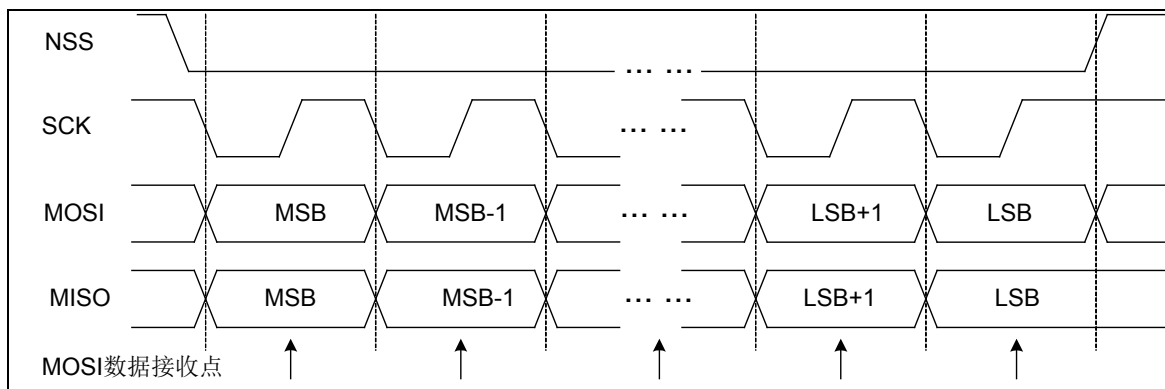 NSS
... ...
SCK
... ...
MOSI MSB MSB-1 ... ... LSB+1 LSB
MISO MSB MSB-1 ... ... LSB+1 LSB
MOSI数据接收点